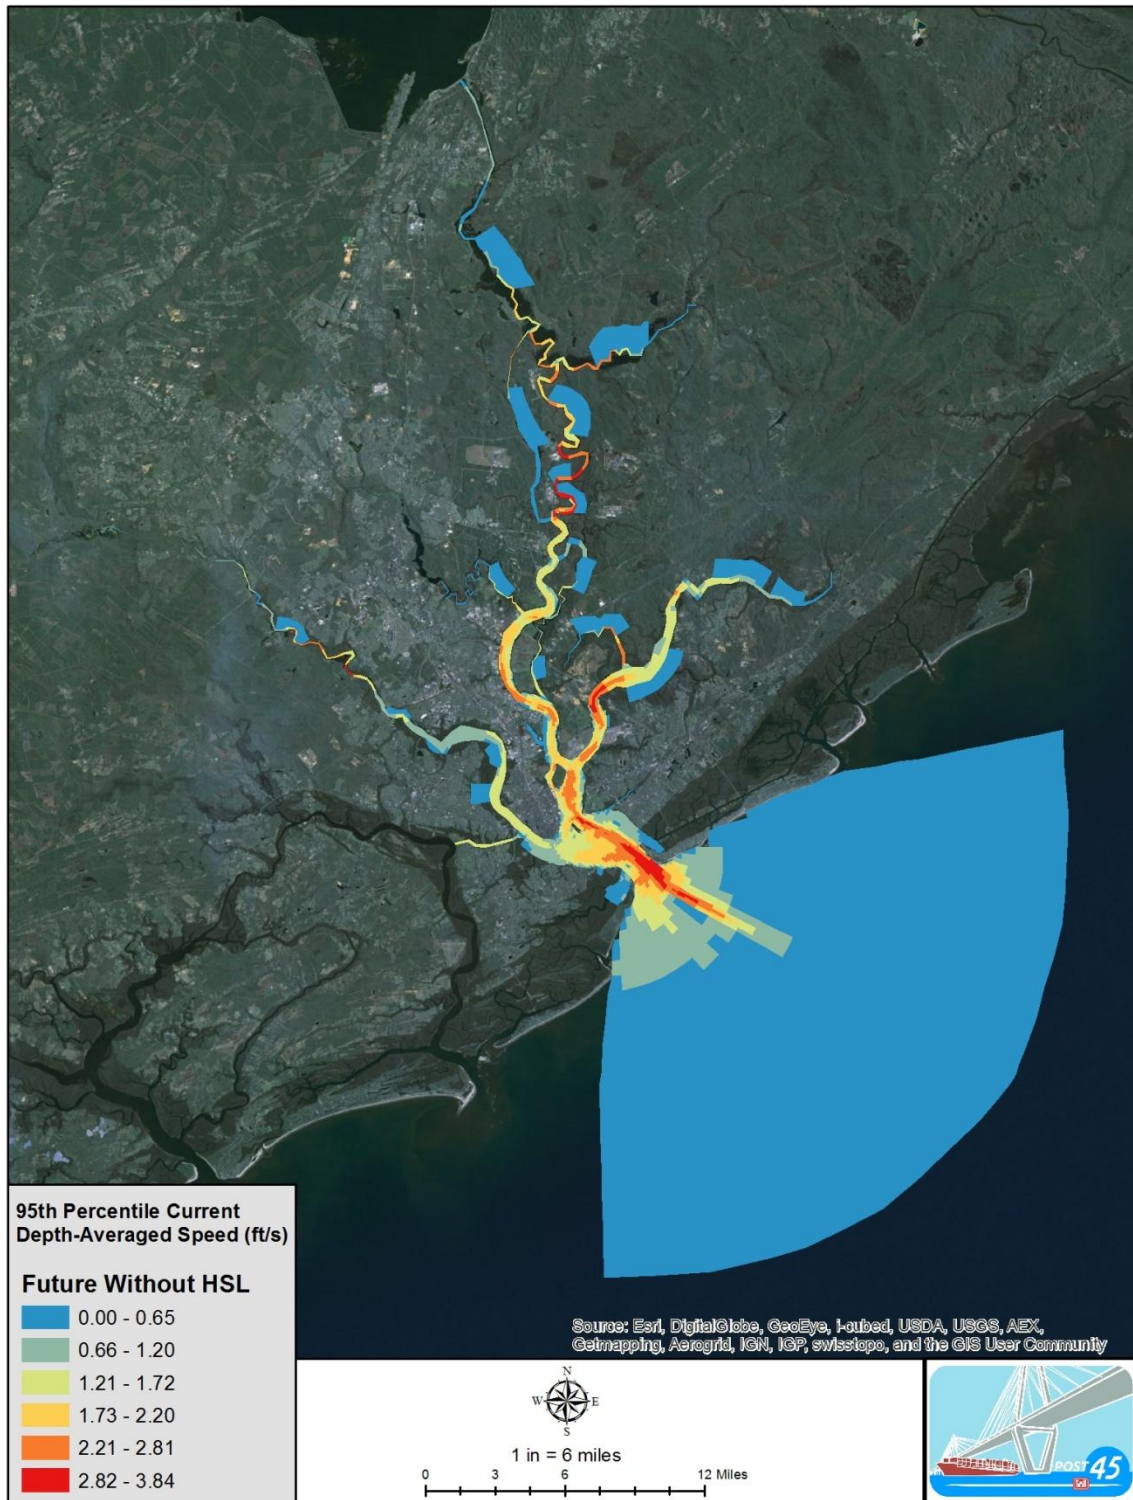 Source: Esri, DigitalGlobe, GeoEye, i-cubed, USDA, USGS, AEX,
Getmapping, Aerogrid, IGN, IGP, swisstopo, and the GIS User Community
95th Percentile Current
Depth-Averaged Speed (ft/s)
Future Without HSL
0.00 - 0.65
0.66 - 1.20
1.21 - 1.72
1.73 - 2.20
2.21 - 2.81
2.82 - 3.84
N
W E
S
1 in = 6 miles
0 3 6 12 Miles
POST 45